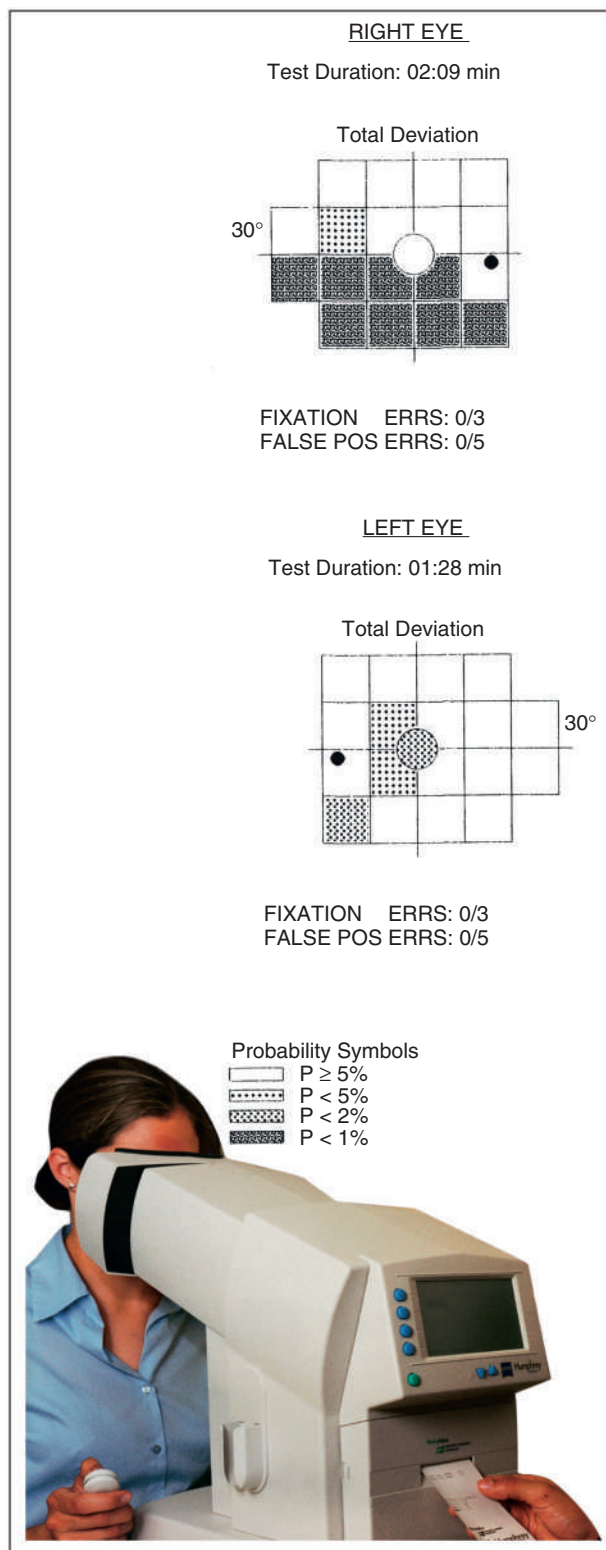 RIGHT EYE
Test Duration: 02:09 min
Total Deviation
30°
FIXATION ERRS: 0/3
FALSE POS ERRS: 0/5
LEFT EYE
Test Duration: 01:28 min
Total Deviation
30°
FIXATION ERRS: 0/3
FALSE POS ERRS: 0/5
Probability Symbols
P ≥ 5%
P < 5%
P < 2%
P < 1%
Humphrey
Humphrey